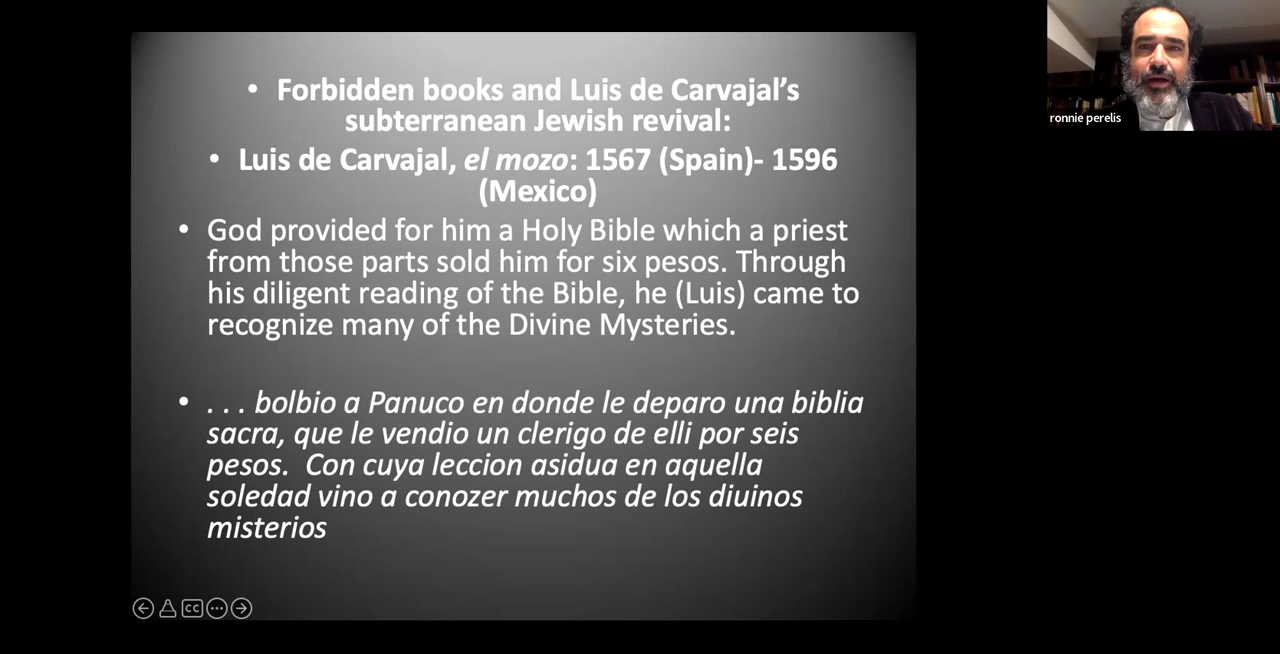 • Forbidden books and Luis de Carvajal’s
subterranean Jewish revival:
• Luis de Carvajal, el mozo: 1567 (Spain)- 1596
(Mexico)
• God provided for him a Holy Bible which a priest
from those parts sold him for six pesos. Through
his diligent reading of the Bible, he (Luis) came to
recognize many of the Divine Mysteries.
• . . . bolbio a Panuco en donde le deparo una biblia
sacra, que le vendio un clerigo de elli por seis
pesos.  Con cuya leccion asidua en aquella
soledad vino a conozer muchos de los diuinos
misterios
CC
ronnie perelis